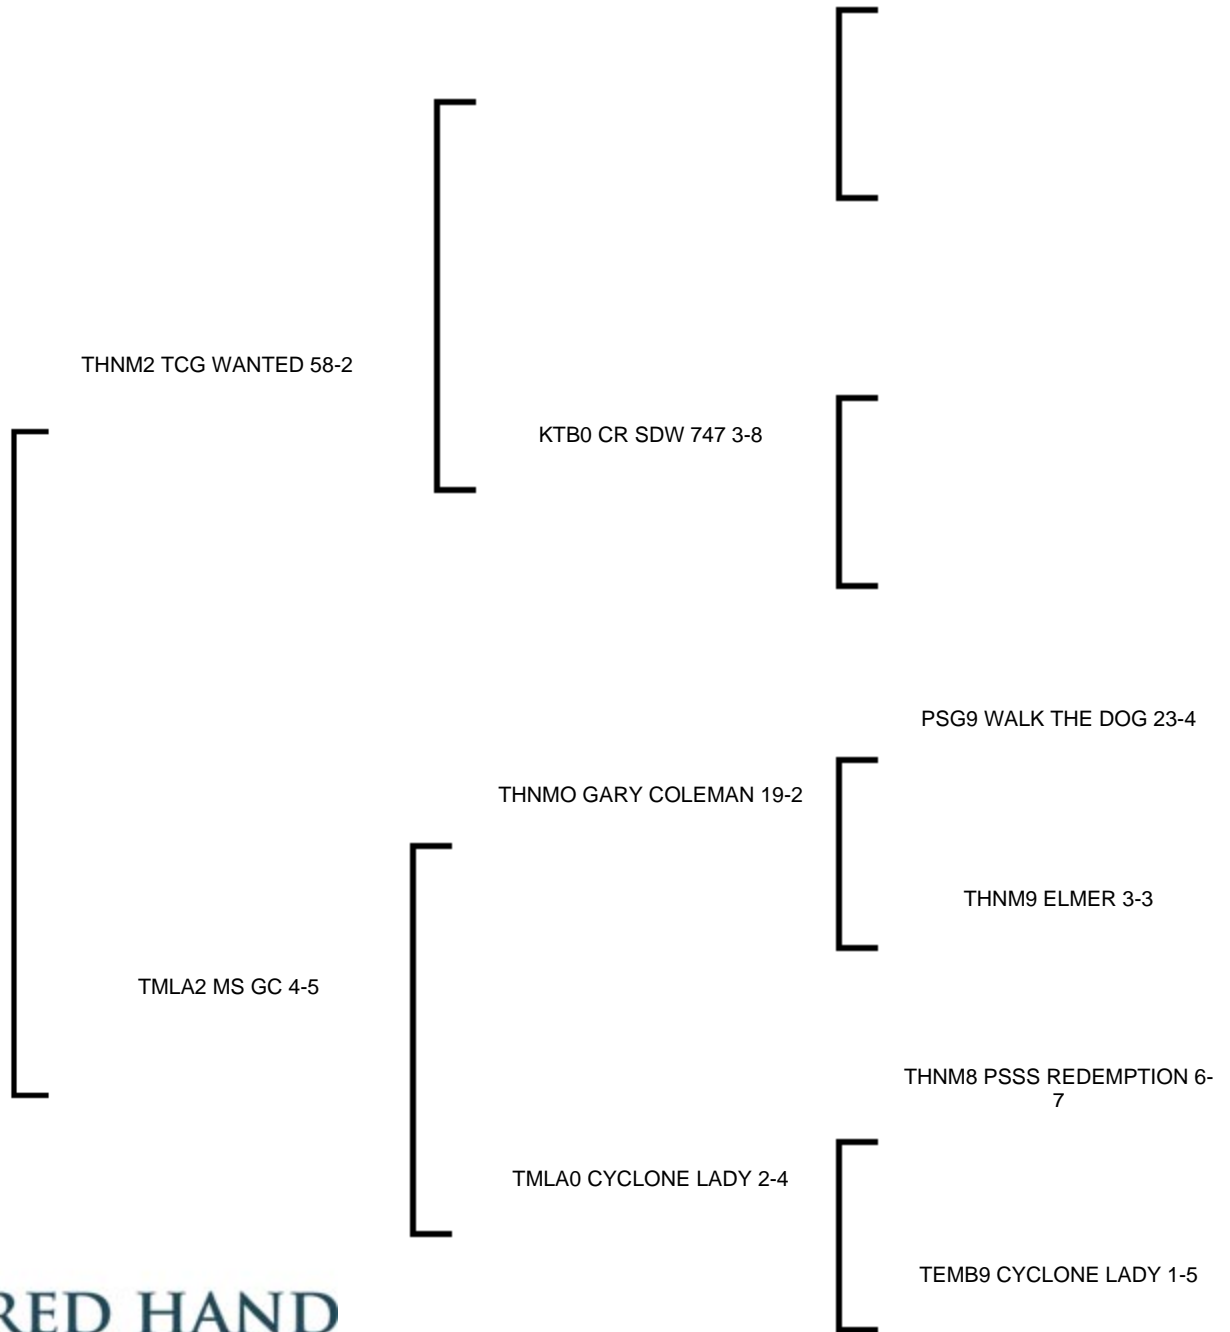 THNM2 TCG WANTED 58-2
KTB0 CR SDW 747 3-8
PSG9 WALK THE DOG 23-4
THNMO GARY COLEMAN 19-2
THNM9 ELMER 3-3
TMLA2 MS GC 4-5
THNM8 PSSS REDEMPTION 6-
7
TMLA0 CYCLONE LADY 2-4
TEMB9 CYCLONE LADY 1-5
RED HAND